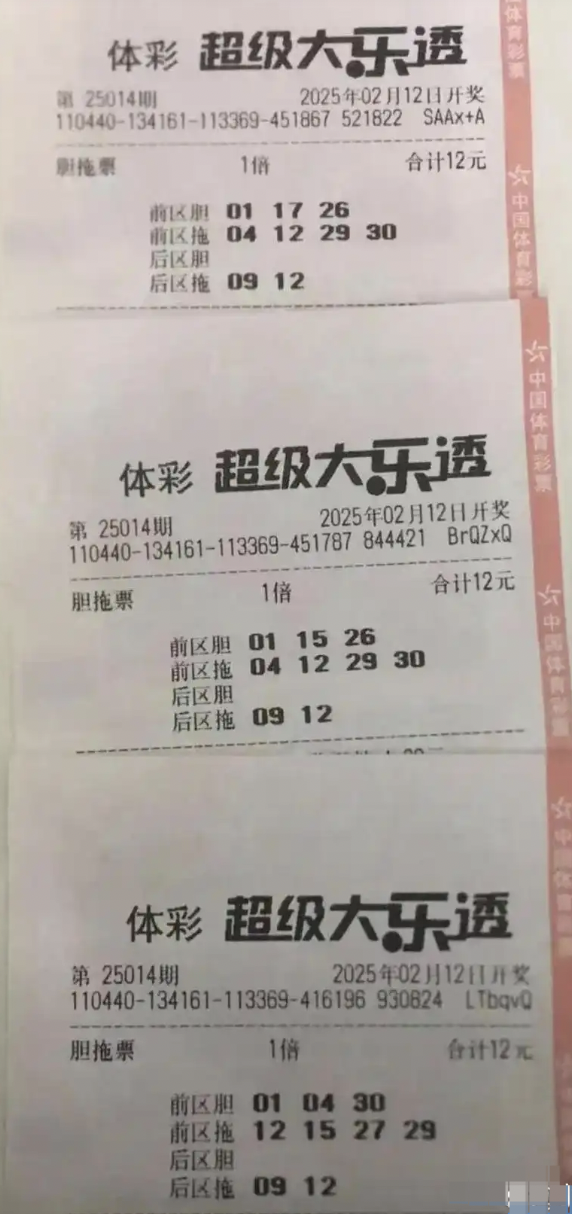 体彩 超级大乐透
第 25014期 2025年02月12日开奖
110440-134161-113369-451867 521822 SAAx+A
胆拖票 1倍 合计12元
前区胆 01 17 26
前区拖 04 12 29 30
后区胆
后区拖 09 12
体育彩票
中国体育彩票
体彩 超级大乐透
第 25014期 2025年02月12日开奖
110440-134161-113369-451787 844421 BrQZxQ
胆拖票 1倍 合计12元
前区胆 01 15 26
前区拖 04 12 29 30
后区胆
后区拖 09 12
中国体育彩票
中国体育彩票
体彩 超级大乐透
第 25014期 2025年02月12日开奖
110440-134161-113369-416196 930824 LTbqvQ
胆拖票 1倍 合计12元
前区胆 01 04 30
前区拖 12 15 27 29
后区胆
后区拖 09 12